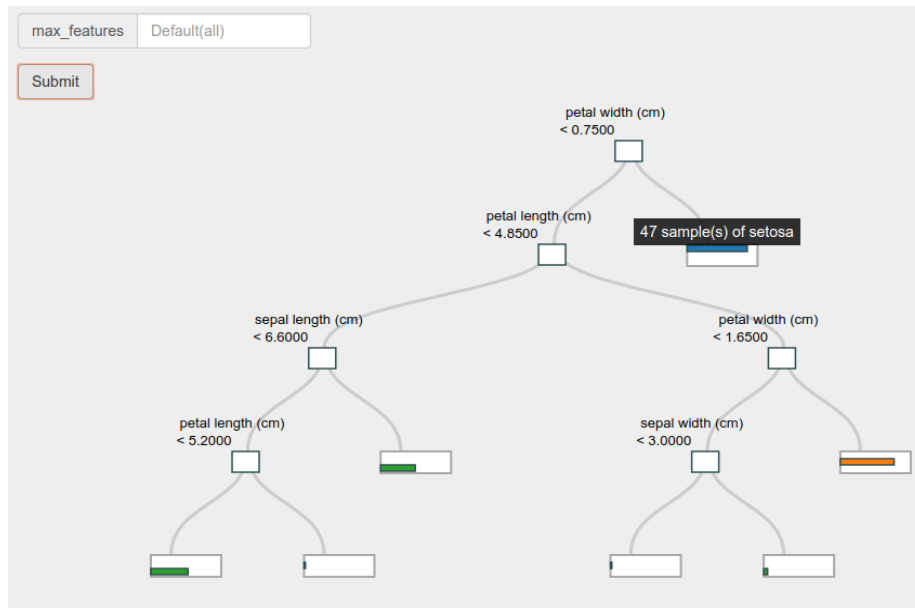 max_features Default(all)
Submit
petal width (cm)
< 0.7500
petal length (cm)
< 4.8500
47 sample(s) of setosa
sepal length (cm)
< 6.6000
petal width (cm)
< 1.6500
petal length (cm)
< 5.2000
sepal width (cm)
< 3.0000